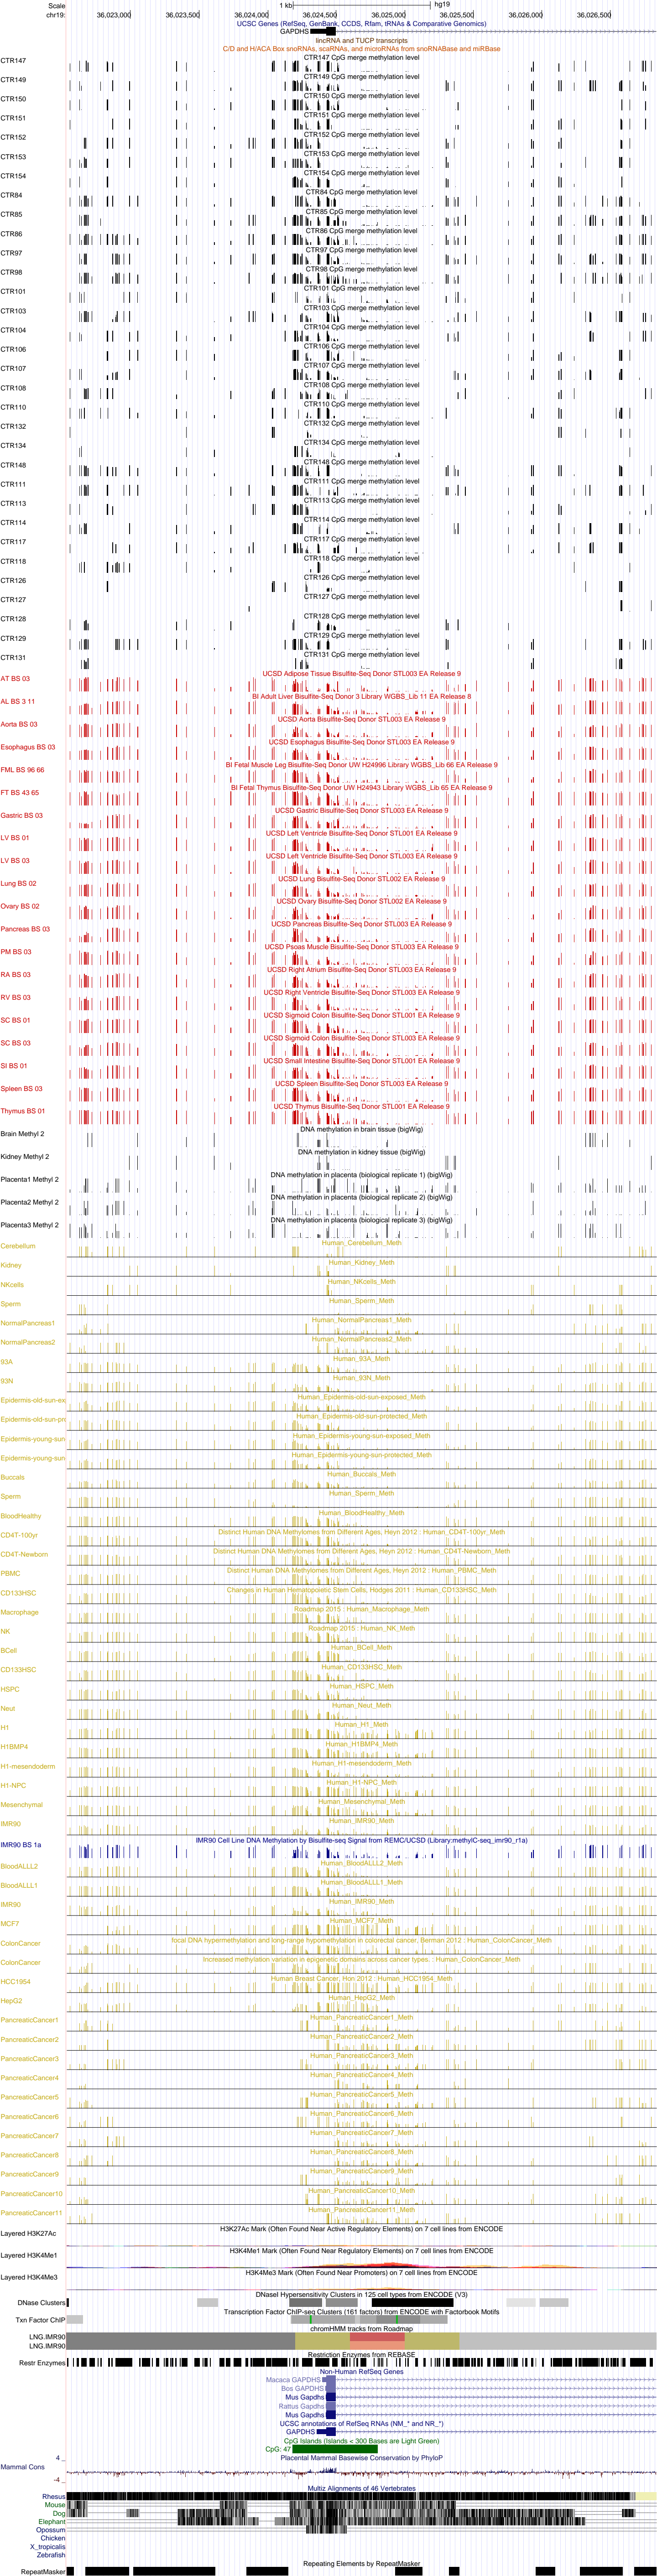 Scale 1 kb hg19
chr19: 36,023,000 36,023,500 36,024,000 36,024,500 36,025,000 36,025,500 36,026,000 36,026,500
UCSC Genes (RefSeq, GenBank, CCDS, Rfam, tRNAs & Comparative Genomics)
GAPDHS
lincRNA and TUCP transcripts
C/D and H/ACA Box snoRNAs, scaRNAs, and microRNAs from snoRNABase and miRBase
CTR147 CTR147 CpG merge methylation level
CTR149 CTR149 CpG merge methylation level
CTR150 CTR150 CpG merge methylation level
CTR151 CTR151 CpG merge methylation level
CTR152 CTR152 CpG merge methylation level
CTR153 CTR153 CpG merge methylation level
CTR154 CTR154 CpG merge methylation level
CTR84 CTR84 CpG merge methylation level
CTR85 CTR85 CpG merge methylation level
CTR86 CTR86 CpG merge methylation level
CTR97 CTR97 CpG merge methylation level
CTR98 CTR98 CpG merge methylation level
CTR101 CTR101 CpG merge methylation level
CTR103 CTR103 CpG merge methylation level
CTR104 CTR104 CpG merge methylation level
CTR106 CTR106 CpG merge methylation level
CTR107 CTR107 CpG merge methylation level
CTR108 CTR108 CpG merge methylation level
CTR110 CTR110 CpG merge methylation level
CTR132 CTR132 CpG merge methylation level
CTR134 CTR134 CpG merge methylation level
CTR148 CTR148 CpG merge methylation level
CTR111 CTR111 CpG merge methylation level
CTR113 CTR113 CpG merge methylation level
CTR114 CTR114 CpG merge methylation level
CTR117 CTR117 CpG merge methylation level
CTR118 CTR118 CpG merge methylation level
CTR126 CTR126 CpG merge methylation level
CTR127 CTR127 CpG merge methylation level
CTR128 CTR128 CpG merge methylation level
CTR129 CTR129 CpG merge methylation level
CTR131 CTR131 CpG merge methylation level
AT BS 03 UCSD Adipose Tissue Bisulfite-Seq Donor STL003 EA Release 9
AL BS 3 11 BI Adult Liver Bisulfite-Seq Donor 3 Library WGBS_Lib 11 EA Release 8
Aorta BS 03 UCSD Aorta Bisulfite-Seq Donor STL003 EA Release 9
Esophagus BS 03 UCSD Esophagus Bisulfite-Seq Donor STL003 EA Release 9
FML BS 96 66 BI Fetal Muscle Leg Bisulfite-Seq Donor UW H24996 Library WGBS_Lib 66 EA Release 9
FT BS 43 65 BI Fetal Thymus Bisulfite-Seq Donor UW H24943 Library WGBS_Lib 65 EA Release 9
Gastric BS 03 UCSD Gastric Bisulfite-Seq Donor STL003 EA Release 9
LV BS 01 UCSD Left Ventricle Bisulfite-Seq Donor STL001 EA Release 9
LV BS 03 UCSD Left Ventricle Bisulfite-Seq Donor STL003 EA Release 9
Lung BS 02 UCSD Lung Bisulfite-Seq Donor STL002 EA Release 9
Ovary BS 02 UCSD Ovary Bisulfite-Seq Donor STL002 EA Release 9
Pancreas BS 03 UCSD Pancreas Bisulfite-Seq Donor STL003 EA Release 9
PM BS 03 UCSD Psoas Muscle Bisulfite-Seq Donor STL003 EA Release 9
RA BS 03 UCSD Right Atrium Bisulfite-Seq Donor STL003 EA Release 9
RV BS 03 UCSD Right Ventricle Bisulfite-Seq Donor STL003 EA Release 9
SC BS 01 UCSD Sigmoid Colon Bisulfite-Seq Donor STL001 EA Release 9
SC BS 03 UCSD Sigmoid Colon Bisulfite-Seq Donor STL003 EA Release 9
SI BS 01 UCSD Small Intestine Bisulfite-Seq Donor STL001 EA Release 9
Spleen BS 03 UCSD Spleen Bisulfite-Seq Donor STL003 EA Release 9
Thymus BS 01 UCSD Thymus Bisulfite-Seq Donor STL001 EA Release 9
Brain Methyl 2 DNA methylation in brain tissue (bigWig)
Kidney Methyl 2 DNA methylation in kidney tissue (bigWig)
Placenta1 Methyl 2 DNA methylation in placenta (biological replicate 1) (bigWig)
Placenta2 Methyl 2 DNA methylation in placenta (biological replicate 2) (bigWig)
Placenta3 Methyl 2 DNA methylation in placenta (biological replicate 3) (bigWig)
Cerebellum Human_Cerebellum_Meth
Kidney Human_Kidney_Meth
NKcells Human_NKcells_Meth
Sperm Human_Sperm_Meth
NormalPancreas1 Human_NormalPancreas1_Meth
NormalPancreas2 Human_NormalPancreas2_Meth
93A Human_93A_Meth
93N Human_93N_Meth
Epidermis-old-sun-ex Human_Epidermis-old-sun-exposed_Meth
Epidermis-old-sun-pn Human_Epidermis-old-sun-protected_Meth
Epidermis-young-sun Human_Epidermis-young-sun-exposed_Meth
Epidermis-young-sun Human_Epidermis-young-sun-protected_Meth
Buccals Human_Buccals_Meth
Sperm Human_Sperm_Meth
BloodHealthy Human_BloodHealthy_Meth
CD4T-100yr Distinct Human DNA Methylomes from Different Ages, Heyn 2012 : Human_CD4T-100yr_Meth
CD4T-Newborn Distinct Human DNA Methylomes from Different Ages, Heyn 2012 : Human_CD4T-Newborn_Meth
PBMC Distinct Human DNA Methylomes from Different Ages, Heyn 2012 : Human_PBMC_Meth
CD133HSC Changes in Human Hematopoietic Stem Cells, Hodges 2011 : Human_CD133HSC_Meth
Macrophage Roadmap 2015 : Human_Macrophage_Meth
NK Roadmap 2015 : Human_NK_Meth
BCell Human_BCell_Meth
CD133HSC Human_CD133HSC_Meth
HSPC Human_HSPC_Meth
Neut Human_Neut_Meth
H1 Human_H1_Meth
H1BMP4 Human_H1BMP4_Meth
H1-mesendoderm Human_H1-mesendoderm_Meth
H1-NPC Human_H1-NPC_Meth
Mesenchymal Human_Mesenchymal_Meth
IMR90 Human_IMR90_Meth
IMR90 BS 1a IMR90 Cell Line DNA Methylation by Bisulfite-seq Signal from REMC/UCSD (Library:methylC-seq_imr90_r1a)
BloodALLL2 Human_BloodALLL2_Meth
BloodALLL1 Human_BloodALLL1_Meth
IMR90 Human_IMR90_Meth
MCF7 Human_MCF7_Meth
ColonCancer focal DNA hypermethylation and long-range hypomethylation in colorectal cancer, Berman 2012 : Human_ColonCancer_Meth
ColonCancer Increased methylation variation in epigenetic domains across cancer types. : Human_ColonCancer_Meth
HCC1954 Human Breast Cancer, Hon 2012 : Human_HCC1954_Meth
HepG2 Human_HepG2_Meth
PancreaticCancer1 Human_PancreaticCancer1_Meth
PancreaticCancer2 Human_PancreaticCancer2_Meth
PancreaticCancer3 Human_PancreaticCancer3_Meth
PancreaticCancer4 Human_PancreaticCancer4_Meth
PancreaticCancer5 Human_PancreaticCancer5_Meth
PancreaticCancer6 Human_PancreaticCancer6_Meth
PancreaticCancer7 Human_PancreaticCancer7_Meth
PancreaticCancer8 Human_PancreaticCancer8_Meth
PancreaticCancer9 Human_PancreaticCancer9_Meth
PancreaticCancer10 Human_PancreaticCancer10_Meth
PancreaticCancer11 Human_PancreaticCancer11_Meth
Layered H3K27Ac H3K27Ac Mark (Often Found Near Active Regulatory Elements) on 7 cell lines from ENCODE
Layered H3K4Me1 H3K4Me1 Mark (Often Found Near Regulatory Elements) on 7 cell lines from ENCODE
Layered H3K4Me3 H3K4Me3 Mark (Often Found Near Promoters) on 7 cell lines from ENCODE
DNaseI Hypersensitivity Clusters in 125 cell types from ENCODE (V3)
DNase Clusters
Transcription Factor ChIP-seq Clusters (161 factors) from ENCODE with Factorbook Motifs
Txn Factor ChIP
chromHMM tracks from Roadmap
LNG.IMR90
LNG.IMR90
Restriction Enzymes from REBASE
Restr Enzymes
Non-Human RefSeq Genes
Macaca GAPDHS
Bos GAPDHS
Mus Gapdhs
Rattus Gapdhs
Mus Gapdhs
UCSC annotations of RefSeq RNAs (NM_* and NR_*)
GAPDHS
CpG Islands (Islands < 300 Bases are Light Green)
CpG: 47
Placental Mammal Basewise Conservation by PhyloP
4 _
Mammal Cons
-4 _
Multiz Alignments of 46 Vertebrates
Rhesus
Mouse
Dog
Elephant
Opossum
Chicken
X_tropicalis
Zebrafish
Repeating Elements by RepeatMasker
RepeatMasker